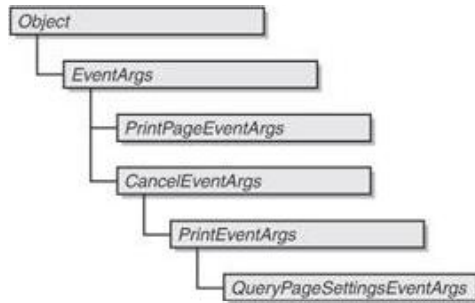 Object
EventArgs
PrintPageEventArgs
CancelEventArgs
PrintEventArgs
QueryPageSettingsEventArgs